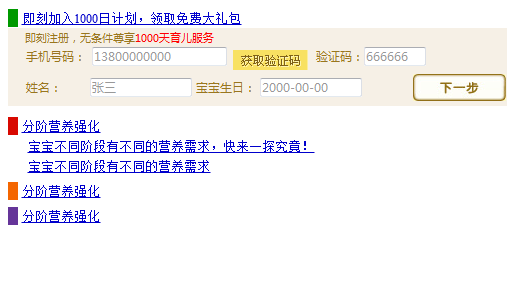 即刻加入1000日计划，领取免费大礼包
即刻注册，无条件尊享1000天育儿服务
手机号码： 13800000000 获取验证码 验证码：666666
姓名： 张三 宝宝生日： 2000-00-00 下一步
分阶营养强化
宝宝不同阶段有不同的营养需求，快来一探究竟！
宝宝不同阶段有不同的营养需求
分阶营养强化
分阶营养强化